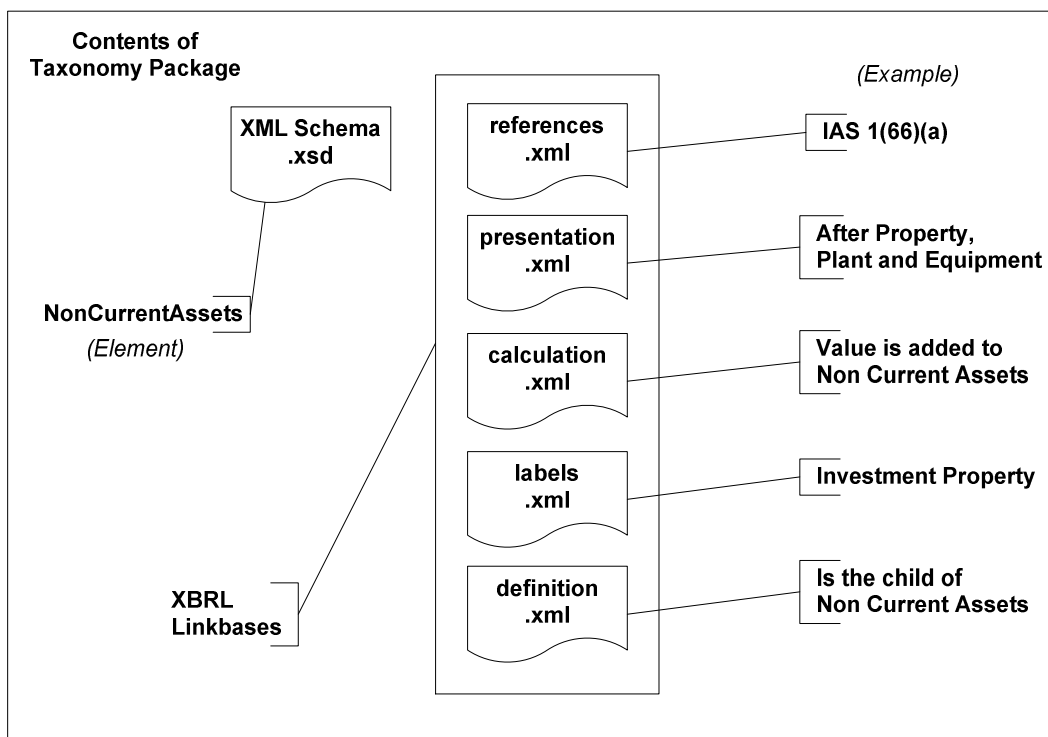 Contents of
Taxonomy Package
(Example)
XML Schema
.xsd
NonCurrentAssets
(Element)
XBRL
Linkbases
references
.xml
IAS 1(66)(a)
presentation
.xml
After Property,
Plant and Equipment
calculation
.xml
Value is added to
Non Current Assets
labels
.xml
Investment Property
definition
.xml
Is the child of
Non Current Assets